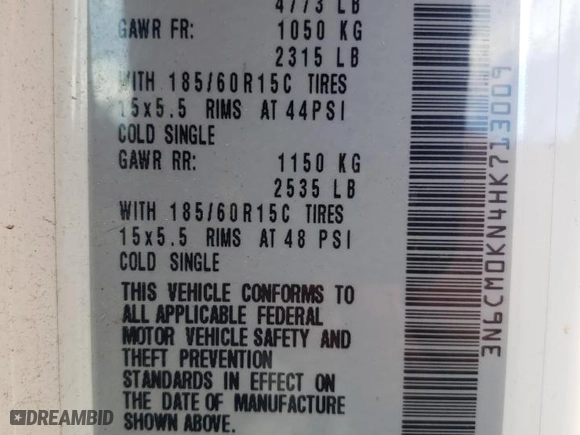 4773 LB
GAWR FR: 1050 KG
2315 LB
WITH 185/60R15C TIRES
15x5.5 RIMS AT 44PSI
COLD SINGLE
GAWR RR: 1150 KG
2535 LB
WITH 185/60R15C TIRES
15x5.5 RIMS AT 48 PSI
COLD SINGLE
THIS VEHICLE CONFORMS TO
ALL APPLICABLE FEDERAL
MOTOR VEHICLE SAFETY AND
THEFT PREVENTION
STANDARDS IN EFFECT ON
THE DATE OF MANUFACTURE
SHOWN ABOVE.
3N6CM0KN4HK713009
DREAMBID